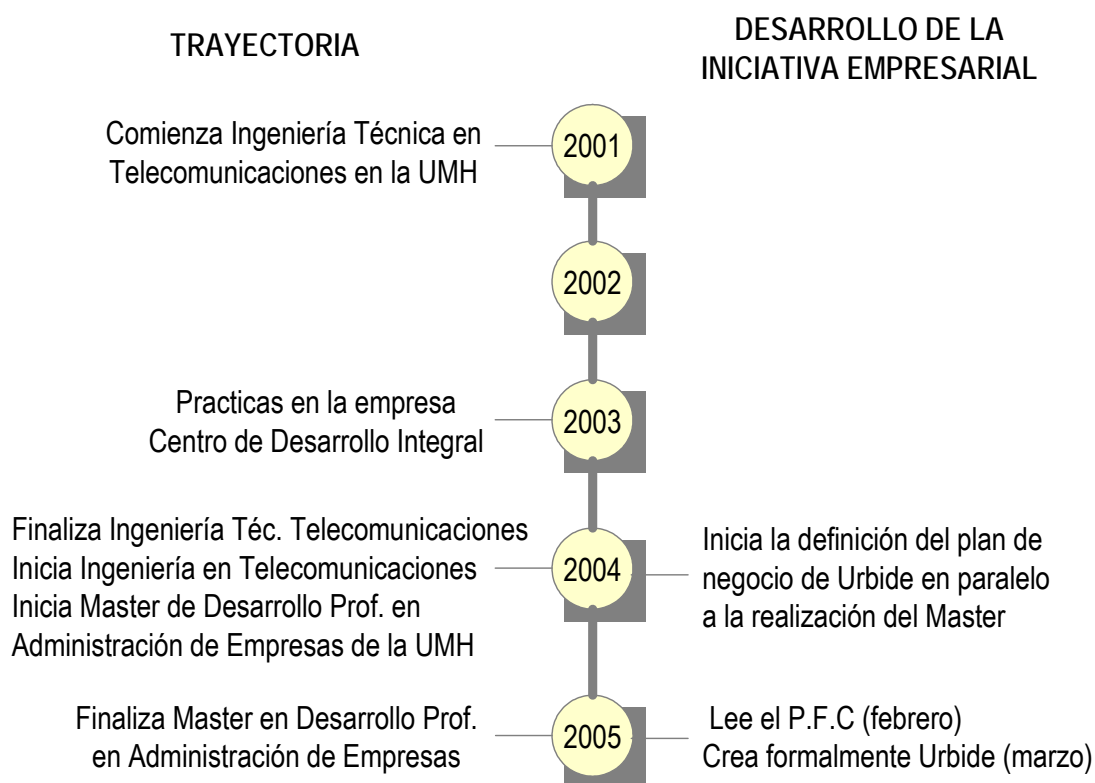 TRAYECTORIA
DESARROLLO DE LA
INICIATIVA EMPRESARIAL
Comienza Ingeniería Técnica en
Telecomunicaciones en la UMH
2001
2002
Practicas en la empresa
Centro de Desarrollo Integral
2003
Finaliza Ingeniería Téc. Telecomunicaciones
Inicia Ingeniería en Telecomunicaciones
Inicia Master de Desarrollo Prof. en
Administración de Empresas de la UMH
2004
Inicia la definición del plan de
negocio de Urbide en paralelo
a la realización del Master
Finaliza Master en Desarrollo Prof.
en Administración de Empresas
2005
Lee el P.F.C (febrero)
Crea formalmente Urbide (marzo)